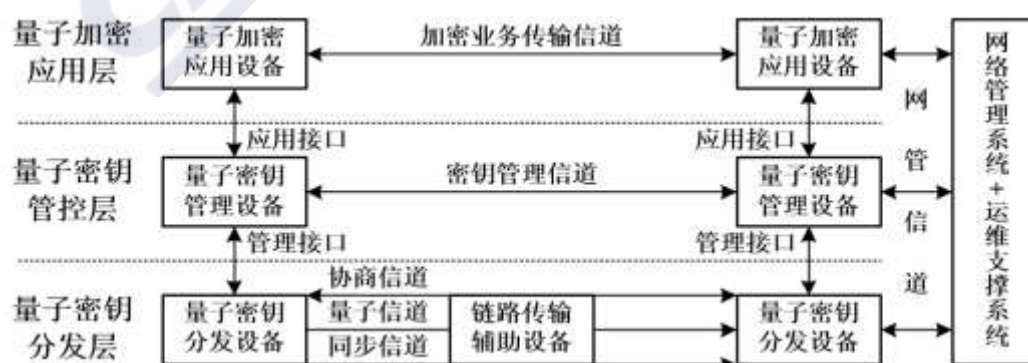 量子加密
应用层
量子加密
应用设备
加密业务传输信道
量子加密
应用设备
应用接口
应用接口
量子密钥
管控层
量子密钥
管理设备
密钥管理信道
量子密钥
管理设备
管理接口
管理接口
量子密钥
分发层
量子密钥
分发设备
协商信道
量子信道
同步信道
链路传输
辅助设备
量子密钥
分发设备
网管信道
网络管理系统+运维支撑系统